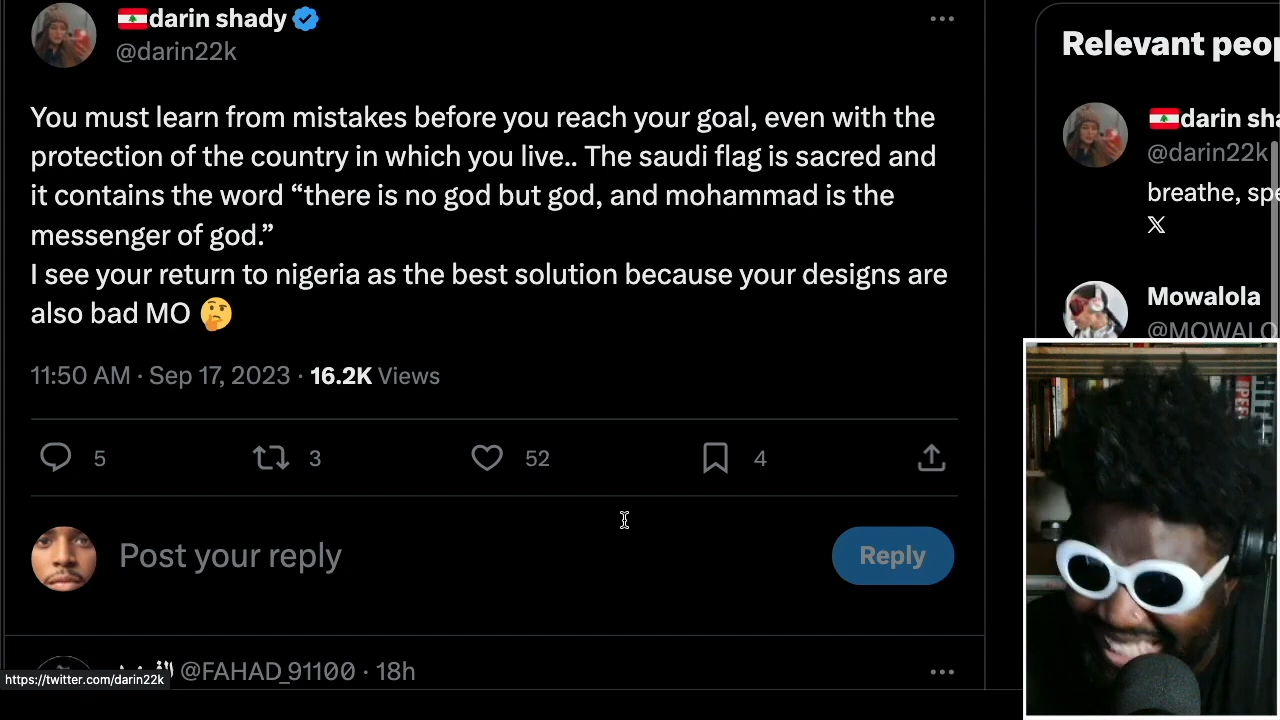 🇱🇧darin shady
@darin22k
You must learn from mistakes before you reach your goal, even with the
protection of the country in which you live.. The saudi flag is sacred and
it contains the word “there is no god but god, and mohammad is the
messenger of god.”
I see your return to nigeria as the best solution because your designs are
also bad MO 🤔
11:50 AM · Sep 17, 2023 · 16.2K Views
5 3 52 4
Post your reply
Reply
@FAHAD_91100 · 18h
https://twitter.com/darin22k
Relevant peop
🇱🇧darin sha
@darin22k
breathe, spe
X
Mowalola
@MOWALO